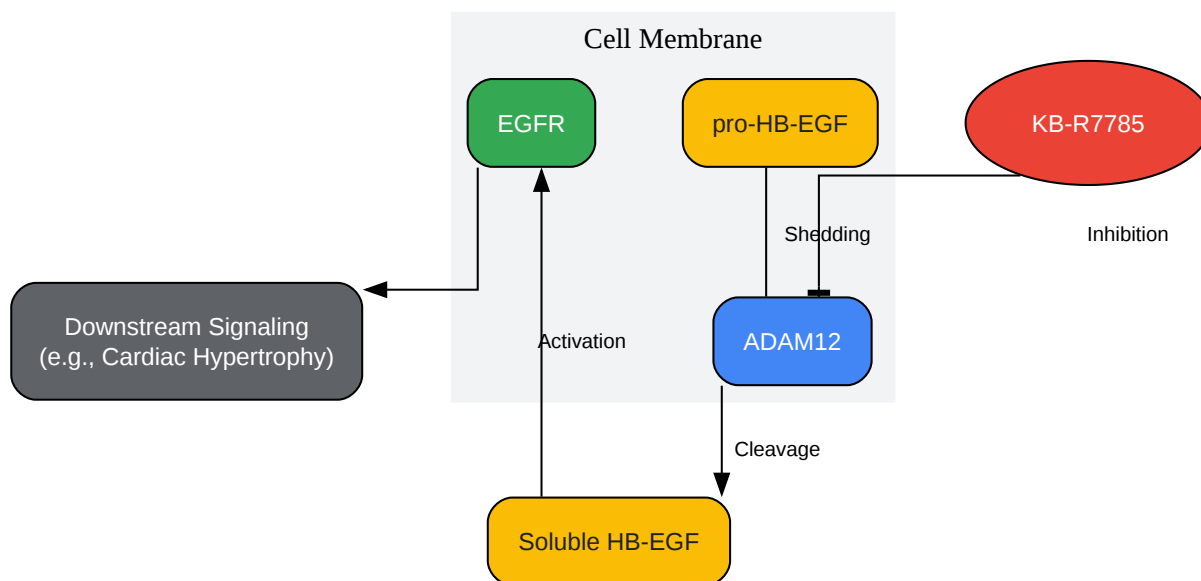 Cell Membrane
EGFR
pro-HB-EGF
KB-R7785
Shedding
Inhibition
Downstream Signaling
(e.g., Cardiac Hypertrophy)
Activation
ADAM12
Cleavage
Soluble HB-EGF